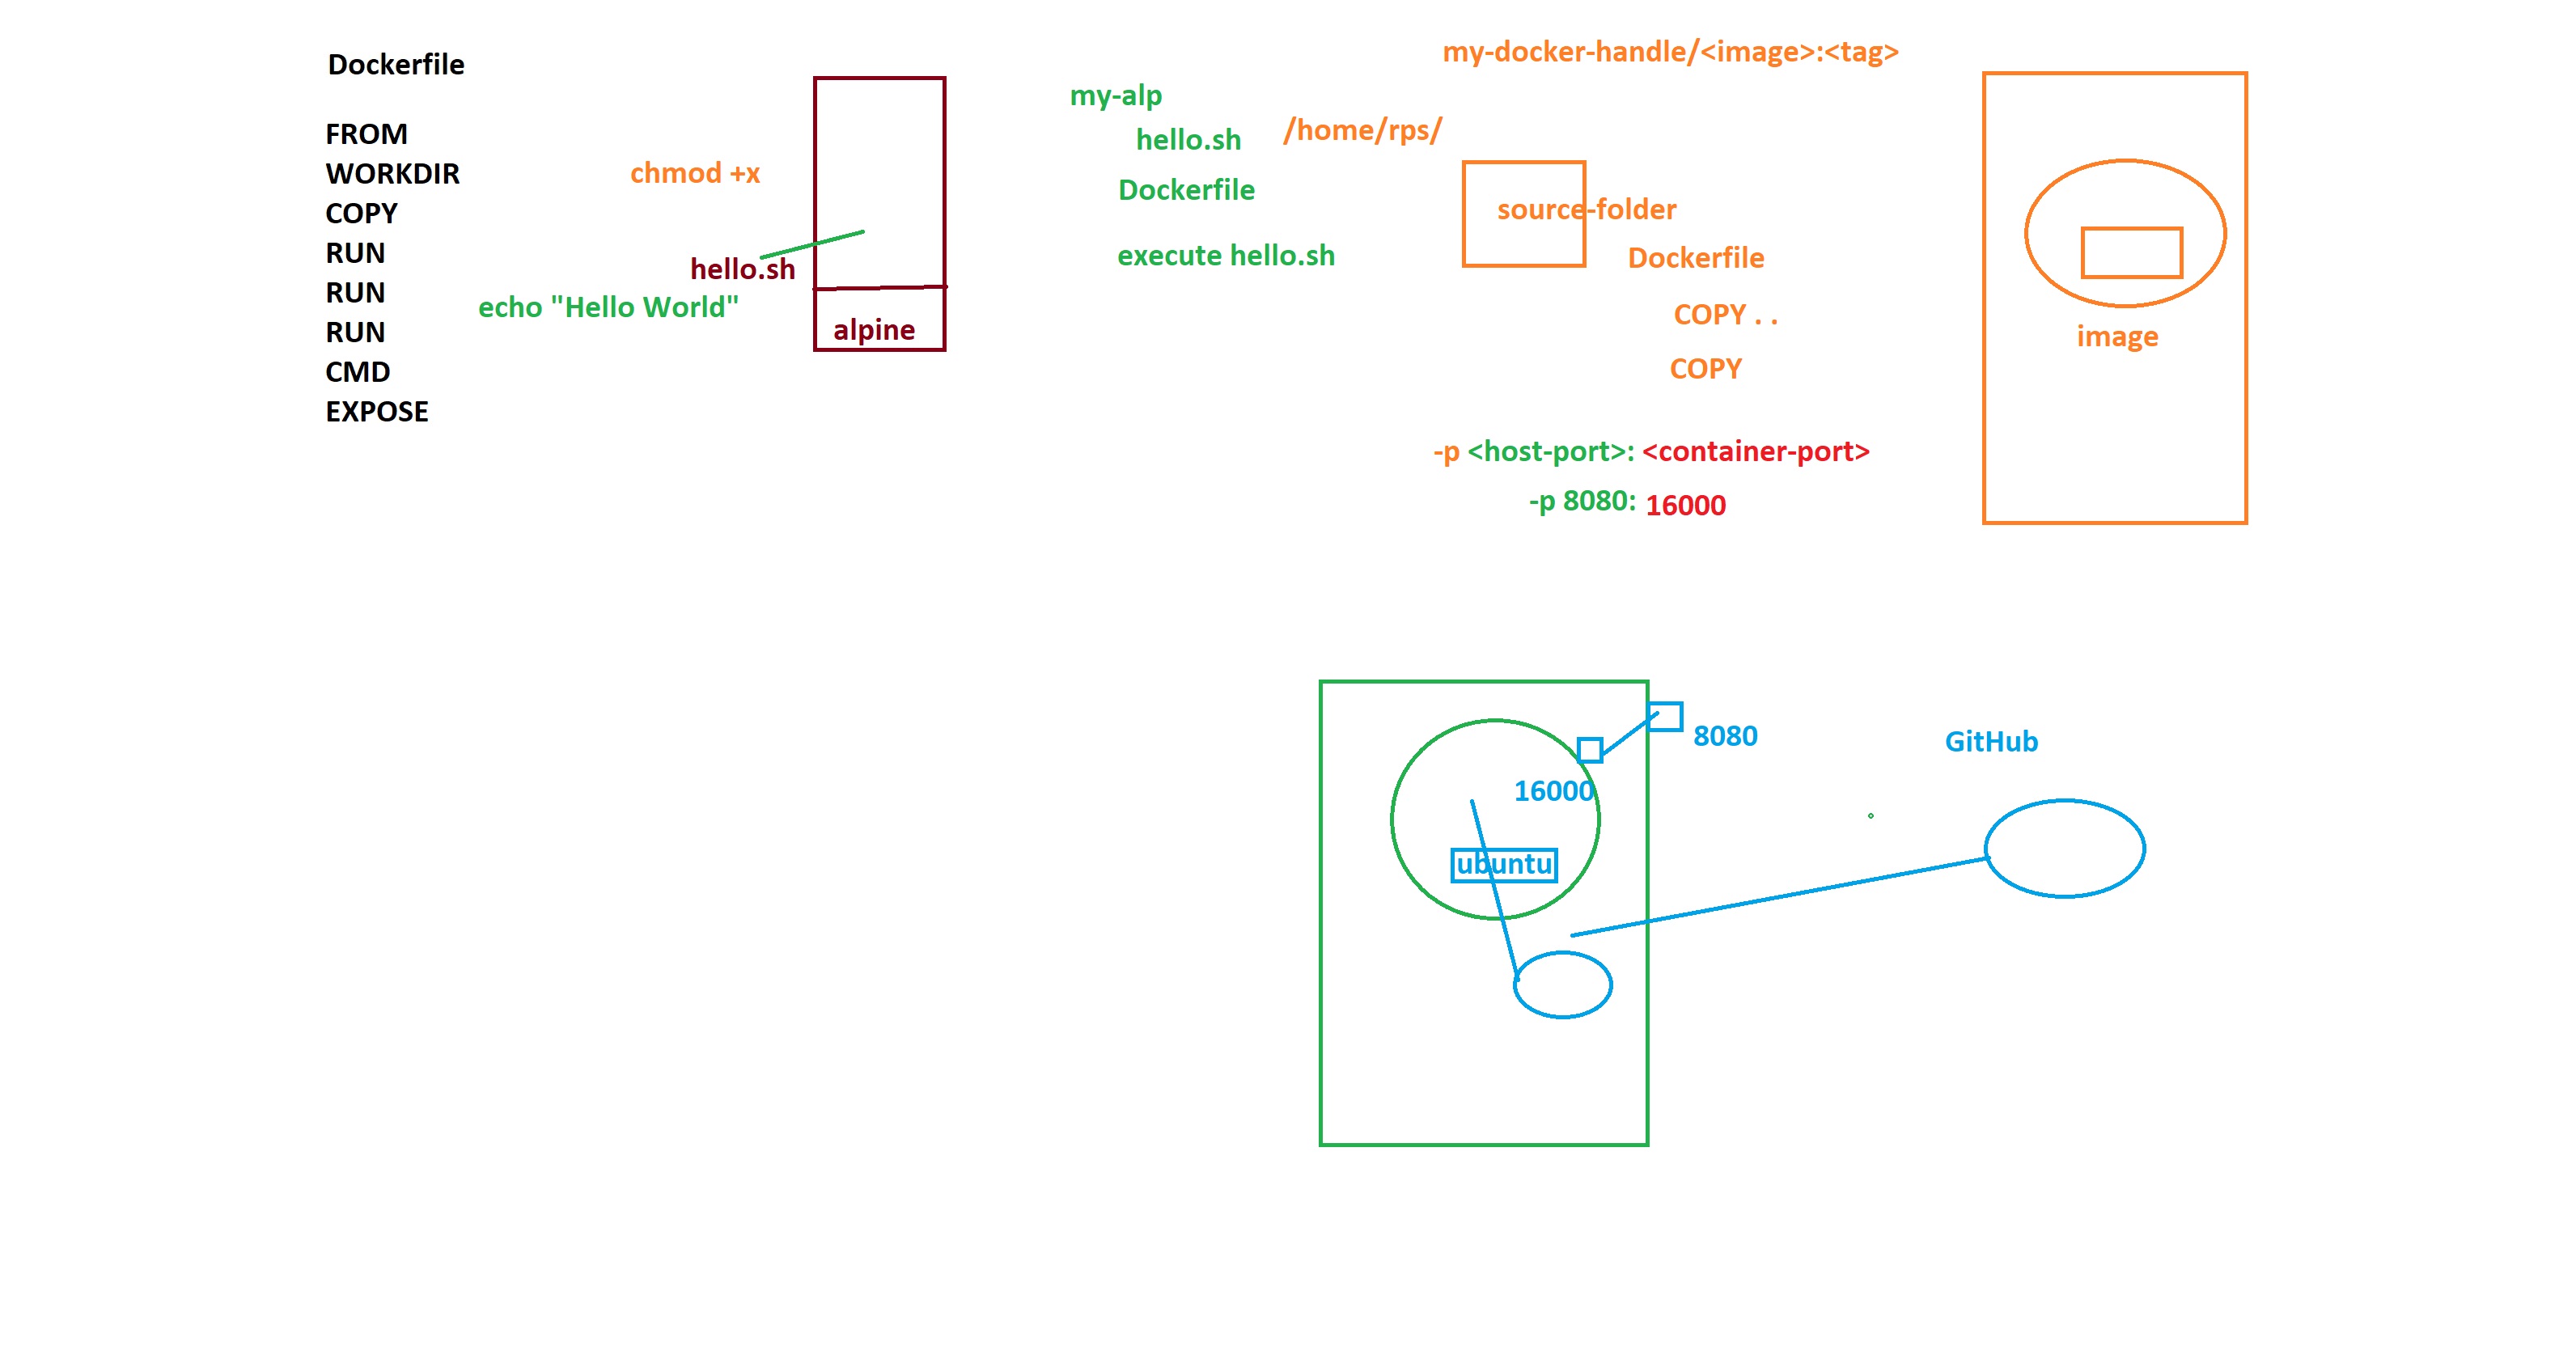 Dockerfile
FROM
WORKDIR
COPY
RUN
RUN
RUN
CMD
EXPOSE
chmod +x
hello.sh
echo "Hello World"
alpine
my-alp
hello.sh
Dockerfile
execute hello.sh
my-docker-handle/<image>:<tag>
/home/rps/
source-folder
Dockerfile
COPY . .
COPY
image
-p <host-port>: <container-port>
-p 8080: 16000
8080
16000
ubuntu
GitHub